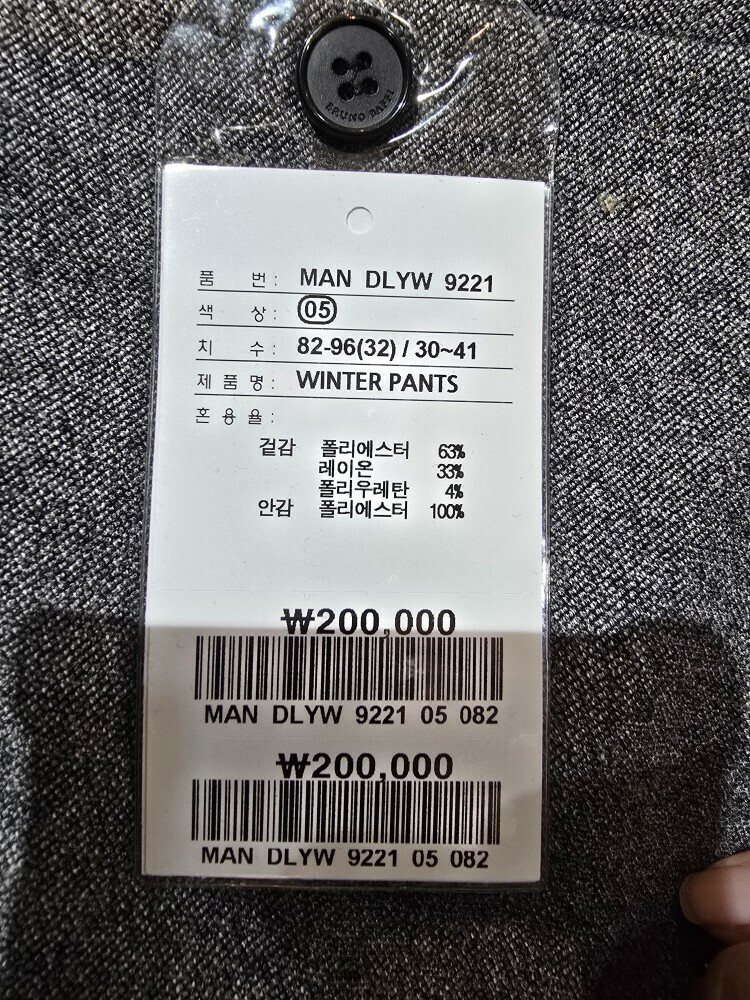 BRUNO BAFFI
품 번 : MAN DLYW 9221
색 상 : 05
치 수 : 82-96(32) / 30~41
제 품 명 : WINTER PANTS
혼 용 율 :
겉감 폴리에스터 63%
레이온 33%
폴리우레탄 4%
안감 폴리에스터 100%
₩200,000
MAN DLYW 9221 05 082
₩200,000
MAN DLYW 9221 05 082